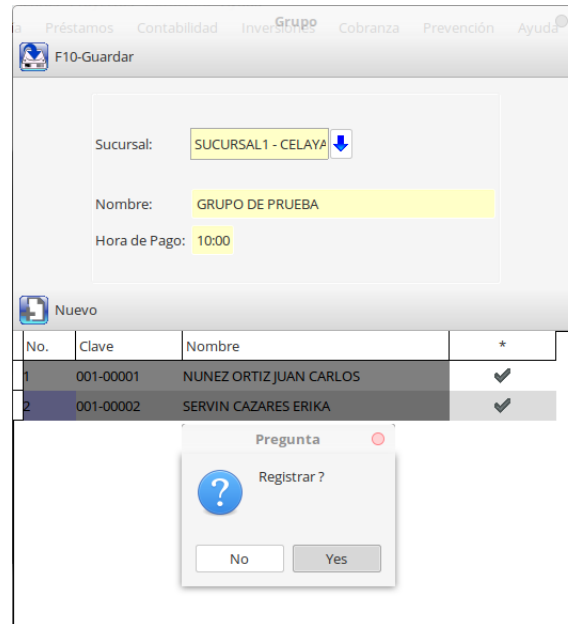 Grupo
ía Préstamos Contabilidad Inversiones Cobranza Prevención Ayuda
F10-Guardar
Sucursal: SUCURSAL1 - CELAYA
Nombre: GRUPO DE PRUEBA
Hora de Pago: 10:00
Nuevo
No. Clave Nombre *
1 001-00001 NUNEZ ORTIZ JUAN CARLOS
2 001-00002 SERVIN CAZARES ERIKA
Pregunta
Registrar ?
No Yes